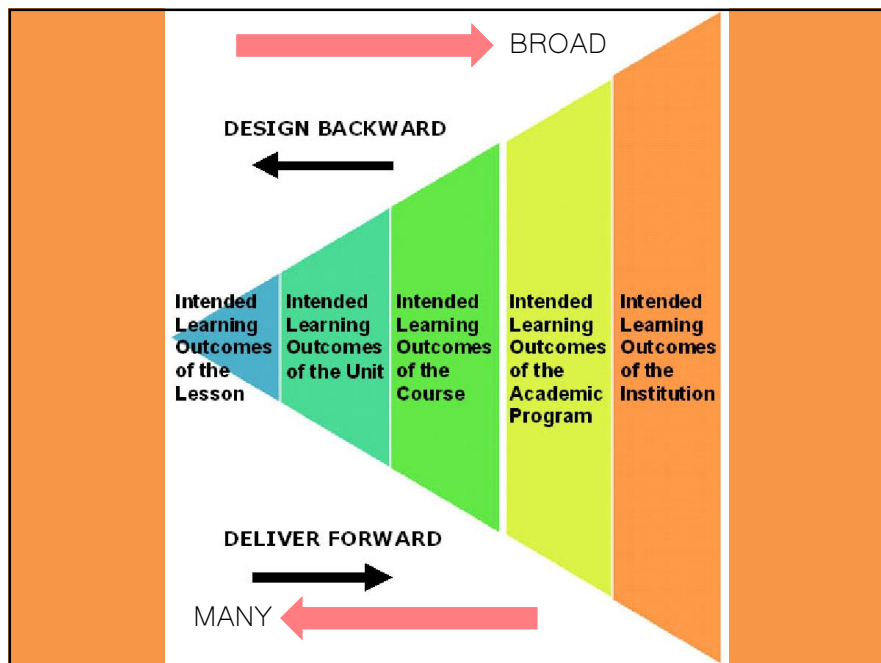 BROAD
DESIGN BACKWARD
Intended
Learning
Outcomes
of the
Lesson
Intended
Learning
Outcomes
of the Unit
Intended
Learning
Outcomes
of the
Course
Intended
Learning
Outcomes
of the
Academic
Program
Intended
Learning
Outcomes
of the
Institution
DELIVER FORWARD
MANY